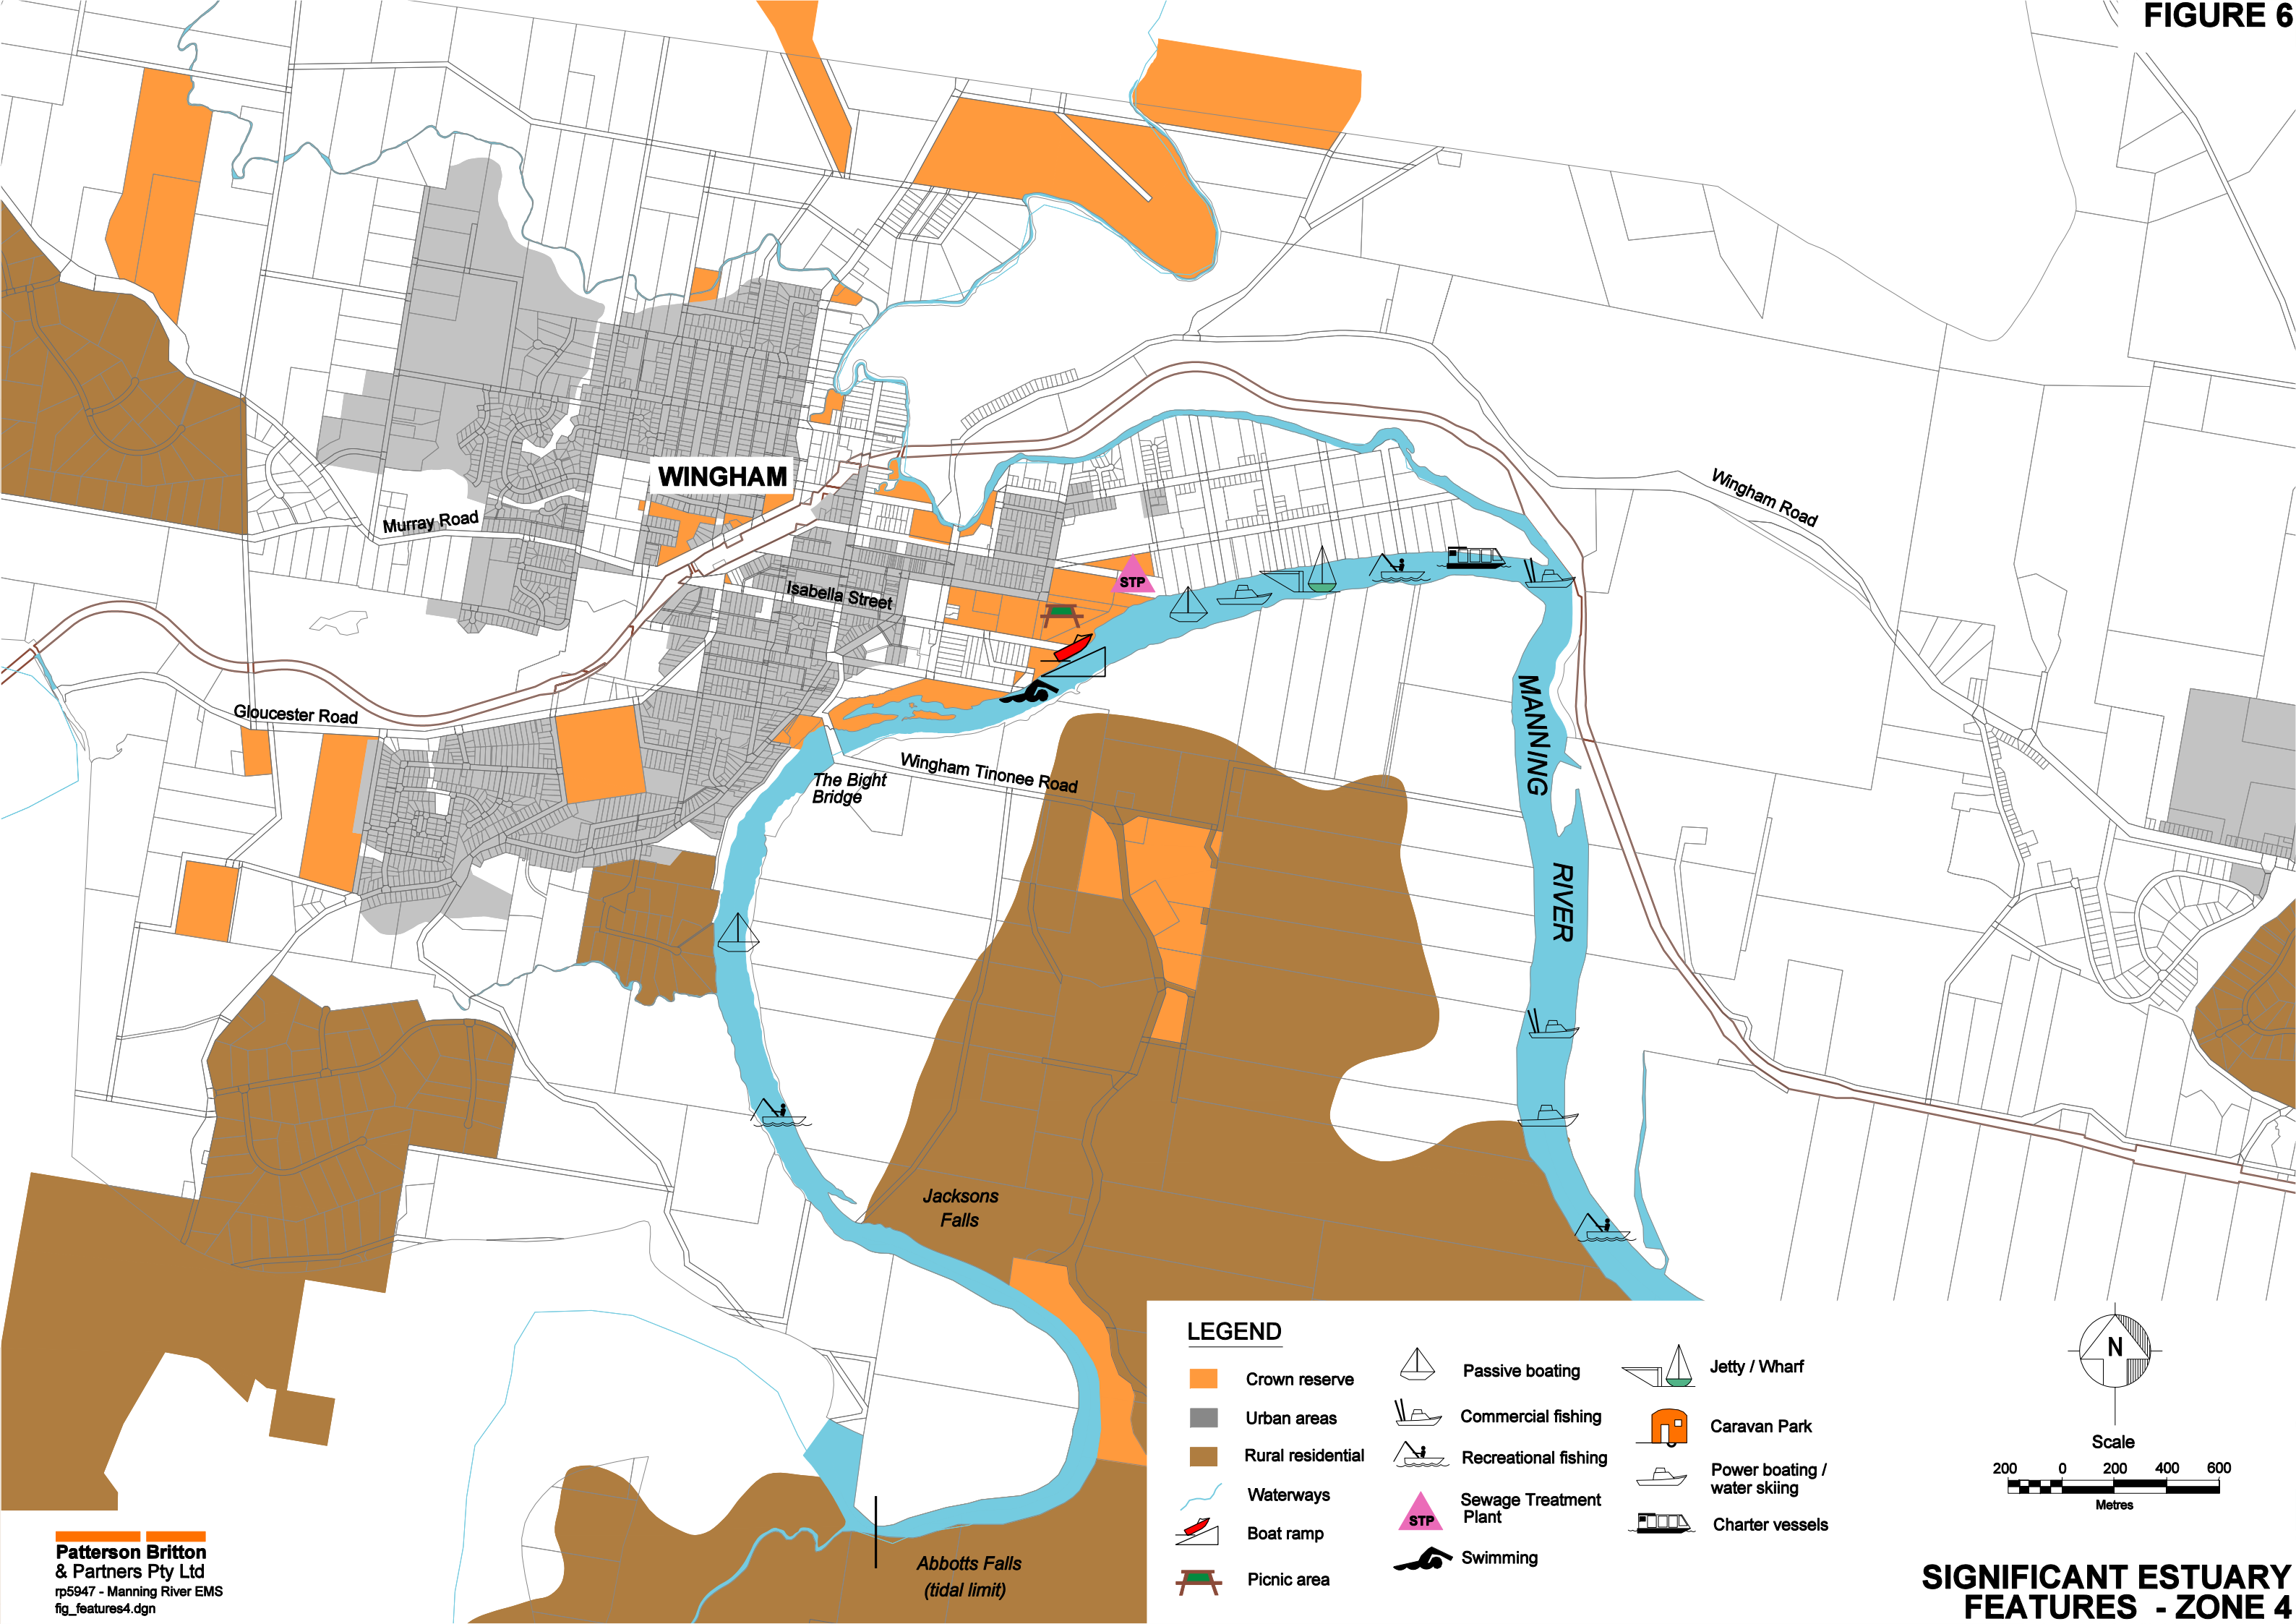 FIGURE 6
WINGHAM
Murray Road
Wingham Road
STP
Isabella Street
MANNING
RIVER
Gloucester Road
The Bight
Bridge
Wingham Tinonee Road
Jacksons
Falls
Abbotts Falls
(tidal limit)
LEGEND
Crown reserve
Urban areas
Rural residential
Waterways
Boat ramp
Picnic area
Passive boating
Commercial fishing
Recreational fishing
STP
Sewage Treatment
Plant
Swimming
Jetty / Wharf
Caravan Park
Power boating /
water skiing
Charter vessels
N
Scale
200 0 200 400 600
Metres
Patterson Britton
& Partners Pty Ltd
rp5947 - Manning River EMS
fig_features4.dgn
SIGNIFICANT ESTUARY
FEATURES - ZONE 4